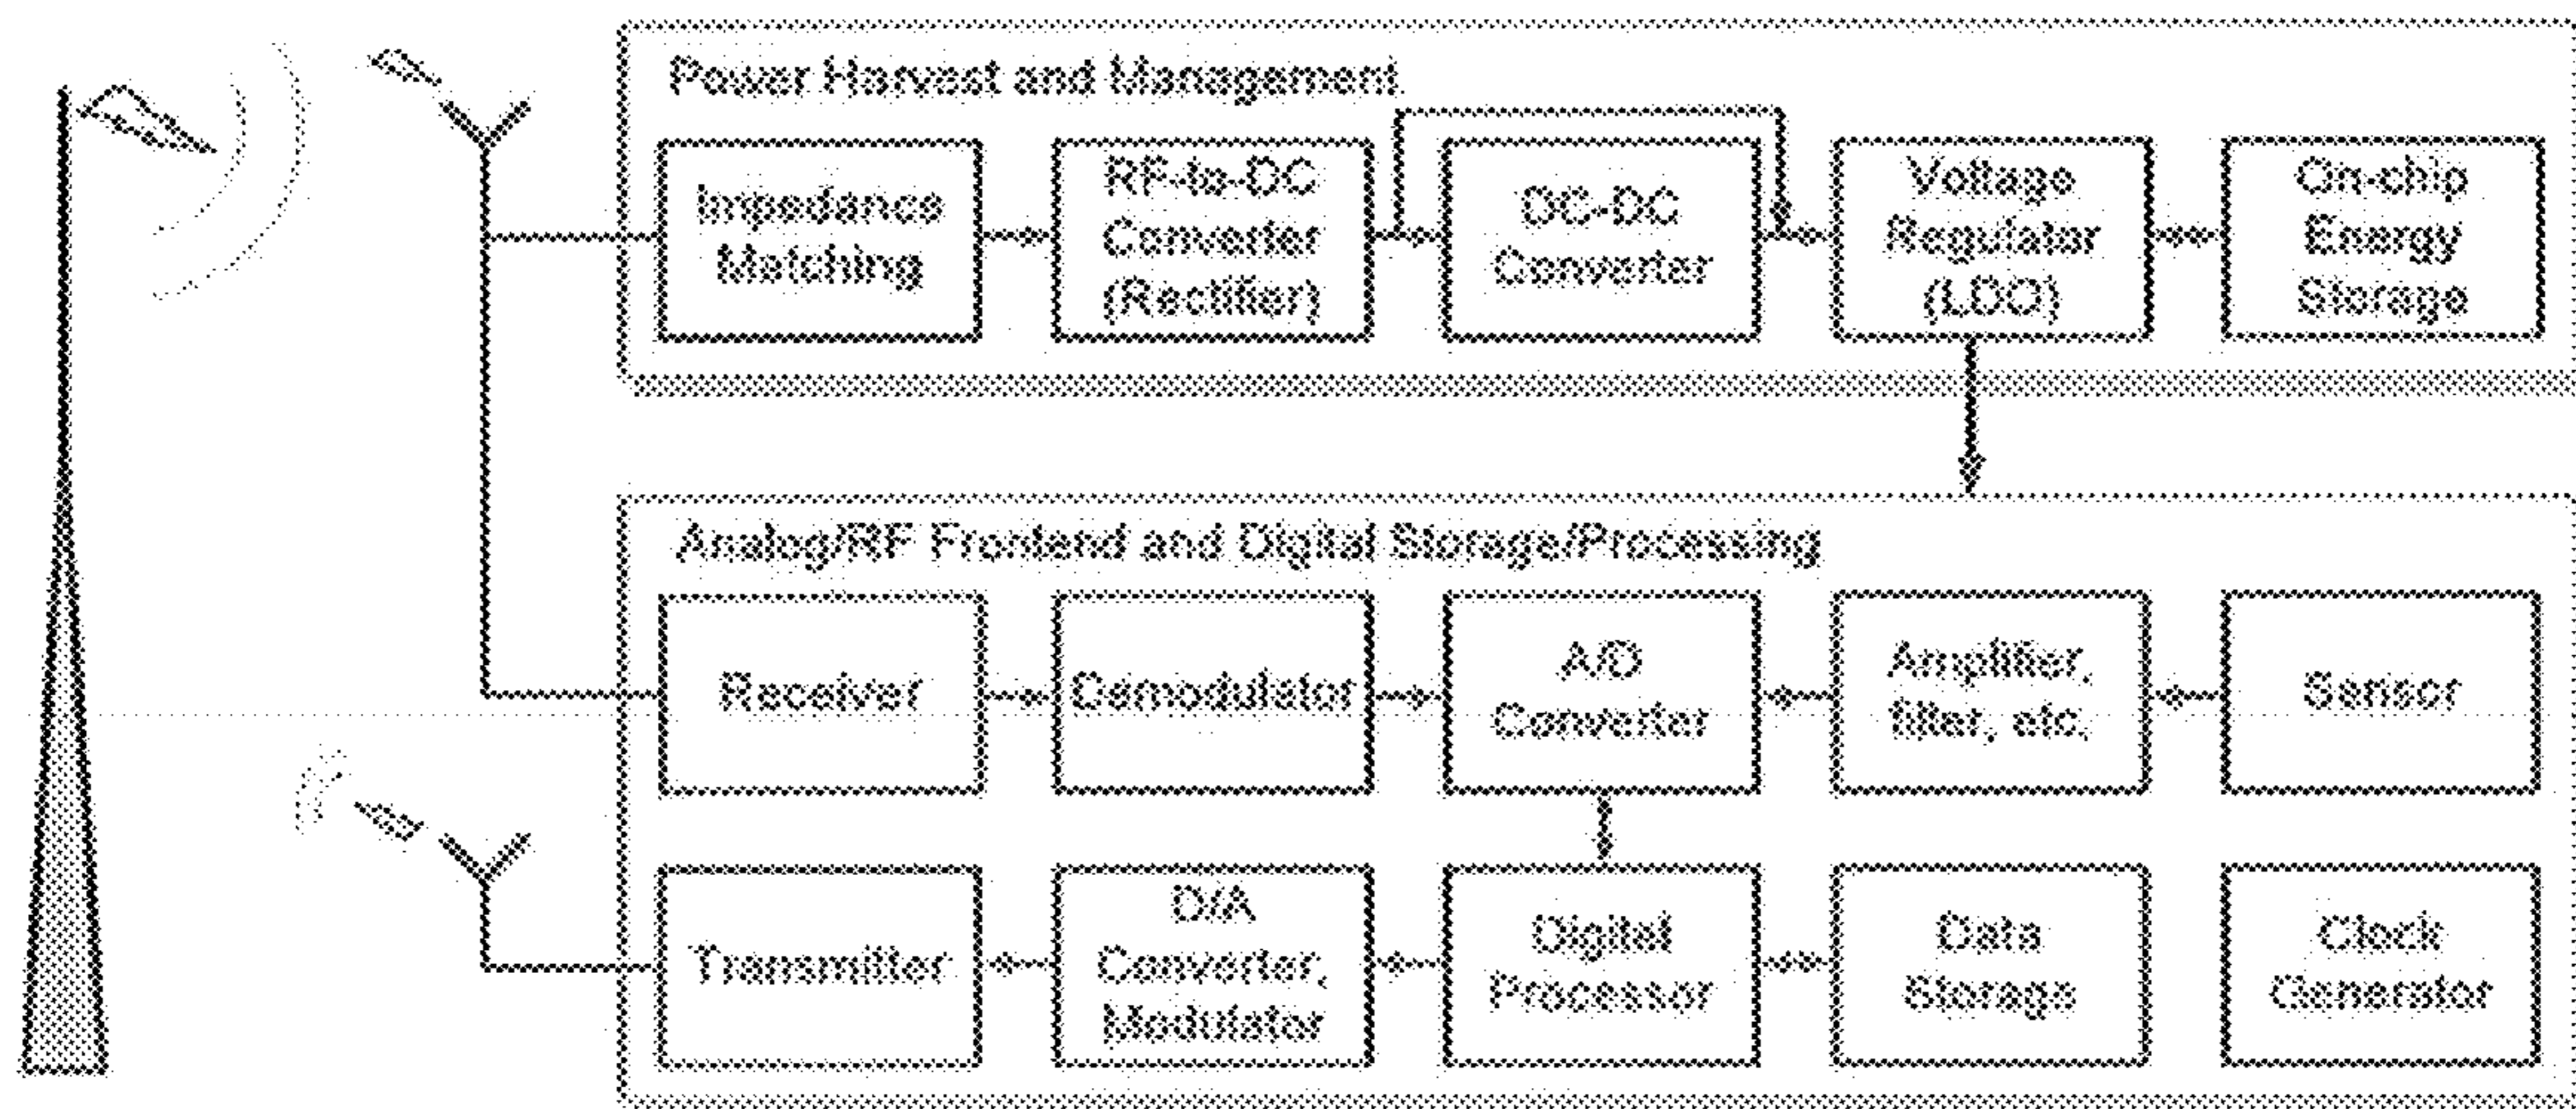 Power Harvest and Management
Impedance
Matching
RF-to-DC
Converter
(Rectifier)
DC-DC
Converter
Voltage
Regulator
(LDO)
On-chip
Energy
Storage
Analog/RF Frontend and Digital Storage/Processing
Receiver
Demodulator
A/D
Converter
Amplifier,
filter, etc.
Sensor
Transmitter
D/A
Converter,
Modulator
Digital
Processor
Data
Storage
Clock
Generator